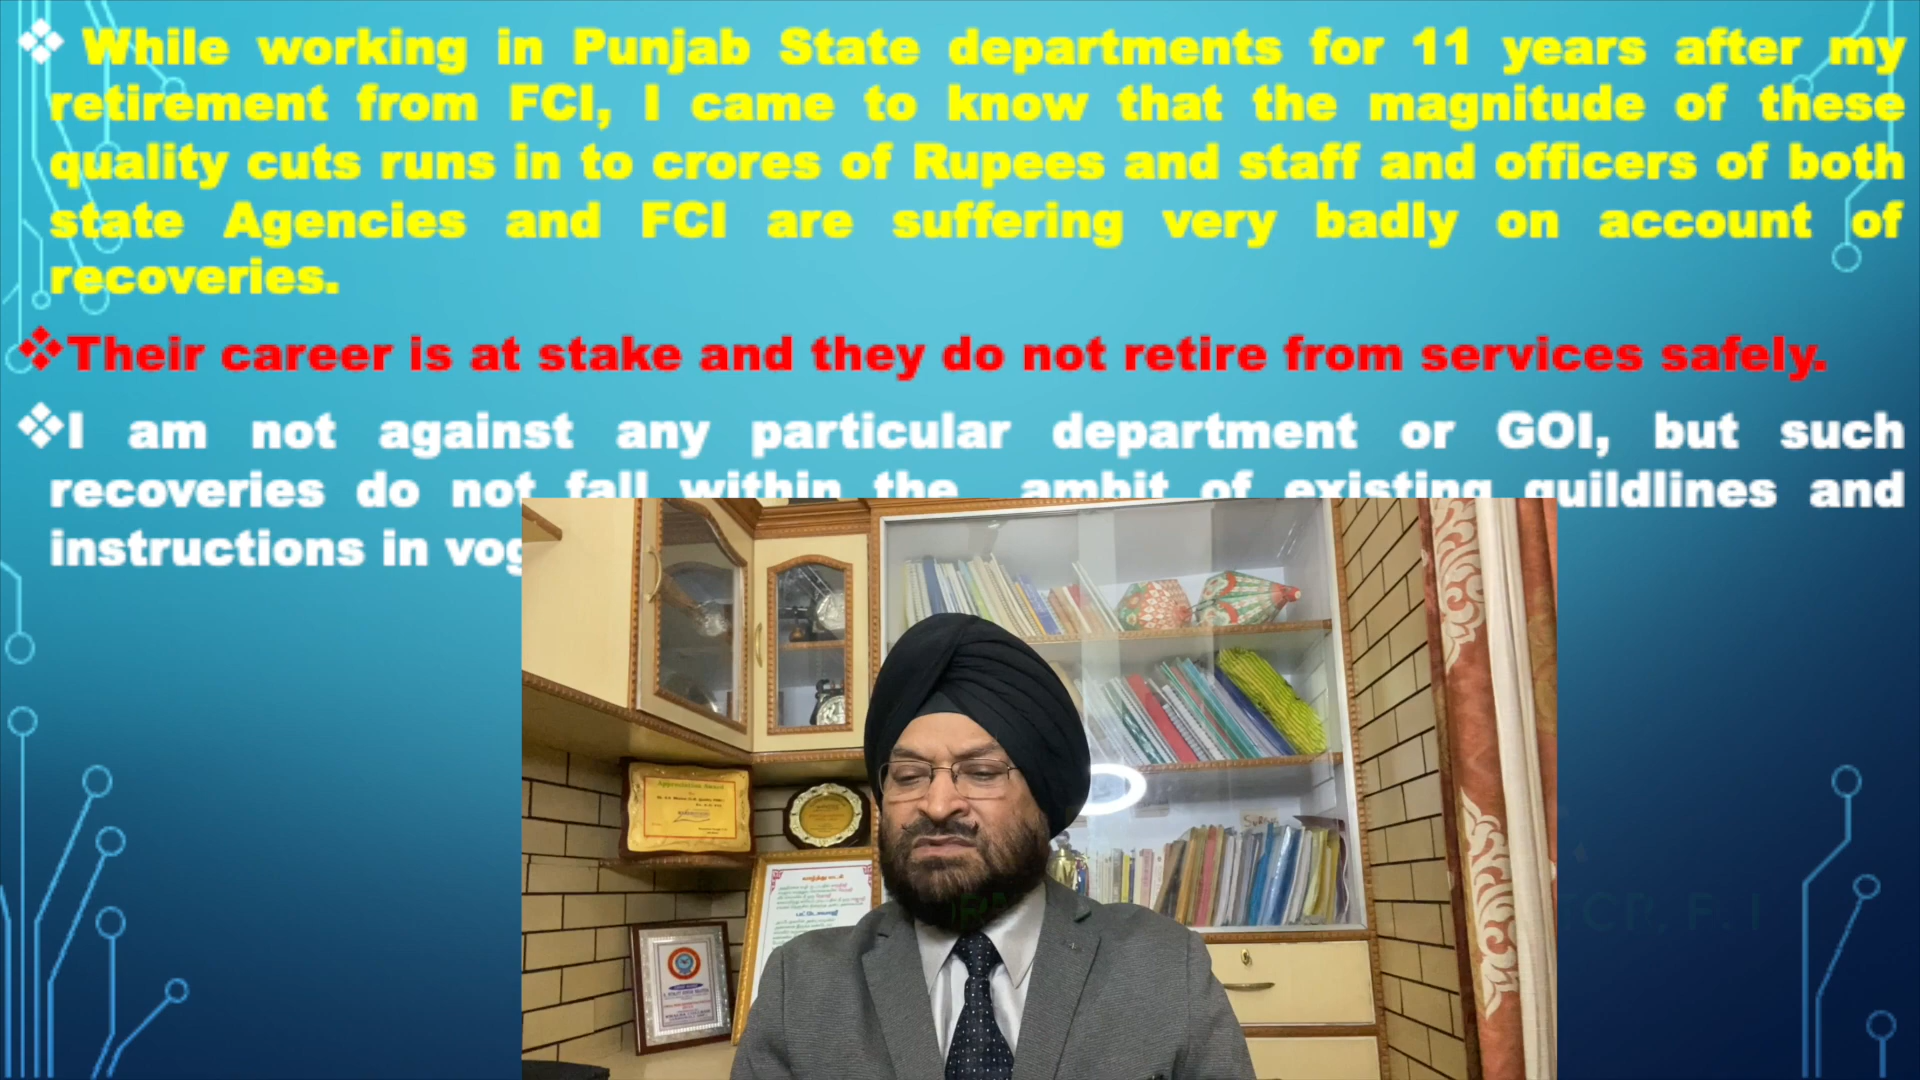 While working in Punjab State departments for 11 years after my
retirement from FCI, I came to know that the magnitude of these
quality cuts runs in to crores of Rupees and staff and officers of both
state Agencies and FCI are suffering very badly on account of
recoveries.
Their career is at stake and they do not retire from services safely.
I am not against any particular department or GOI, but such
recoveries do not fall within the ambit of existing guildlines and
instructions in vog
Appreciation Award